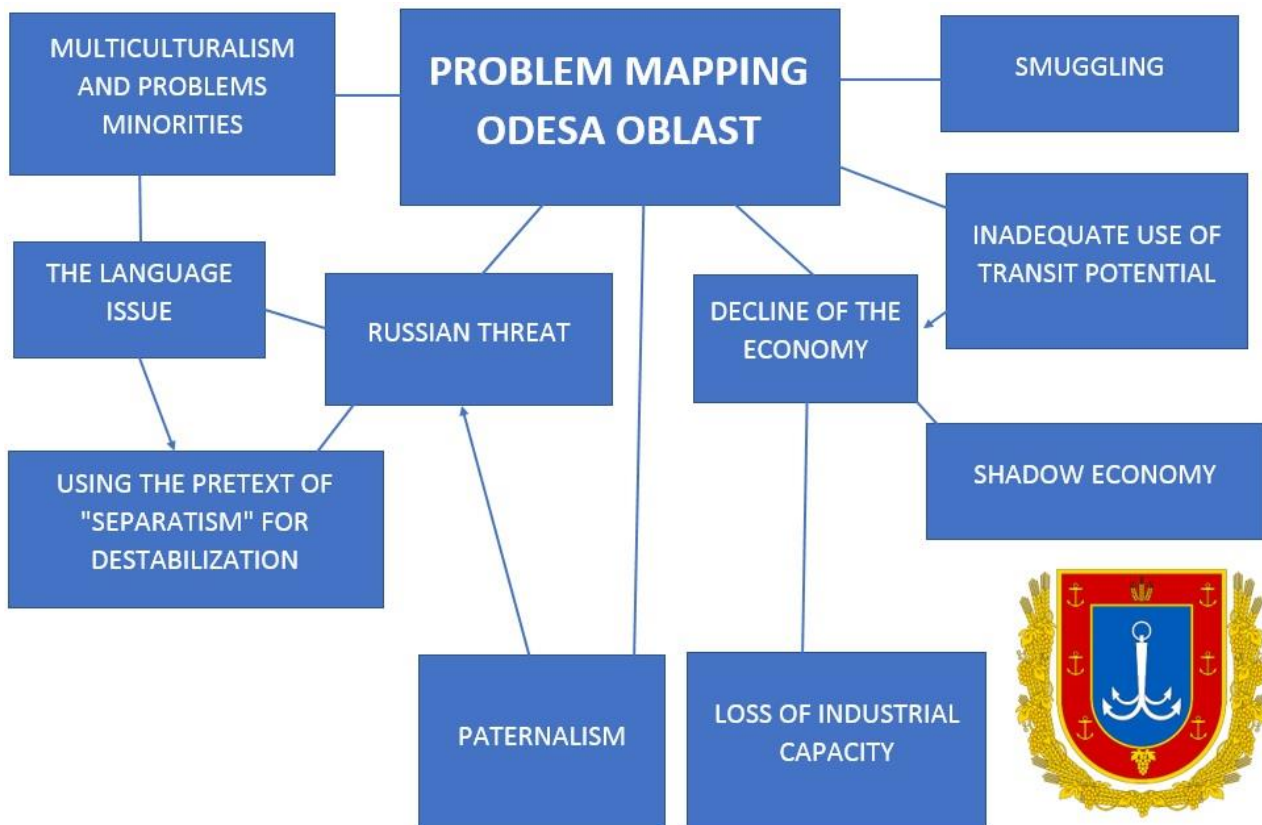 MULTICULTURALISM
AND PROBLEMS
MINORITIES
PROBLEM MAPPING
ODESA OBLAST
SMUGGLING
THE LANGUAGE
ISSUE
RUSSIAN THREAT
DECLINE OF THE
ECONOMY
INADEQUATE USE OF
TRANSIT POTENTIAL
USING THE PRETEXT OF
"SEPARATISM" FOR
DESTABILIZATION
SHADOW ECONOMY
PATERNALISM
LOSS OF INDUSTRIAL
CAPACITY